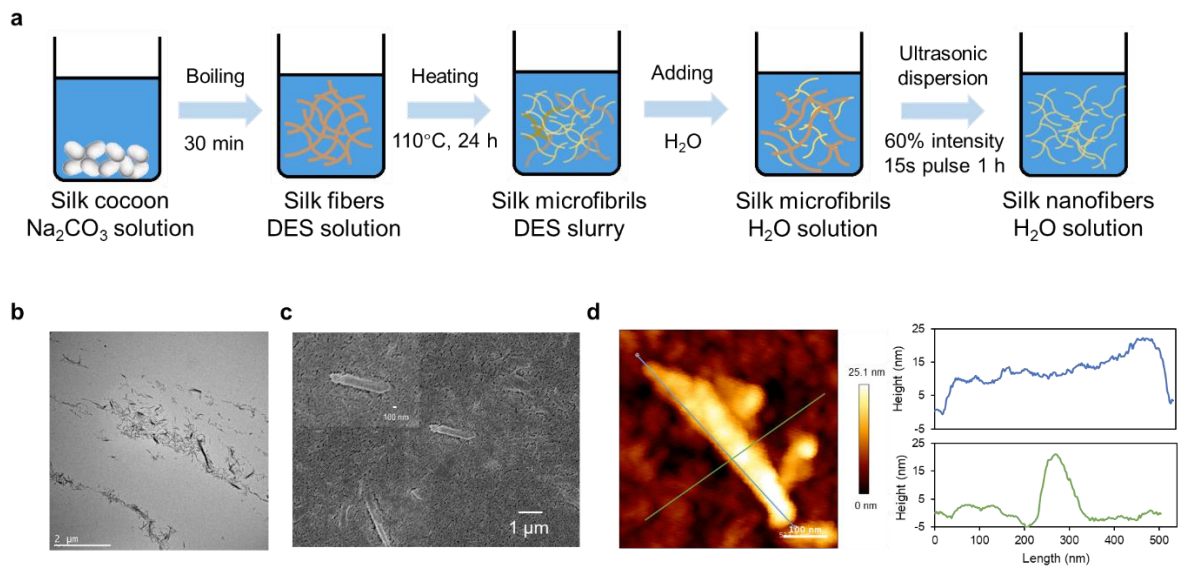 a
Boiling
30 min
Heating
110°C, 24 h
Adding
H₂O
Ultrasonic
dispersion
60% intensity
15s pulse 1 h
Silk cocoon
Na₂CO₃ solution
Silk fibers
DES solution
Silk microfibrils
DES slurry
Silk microfibrils
H₂O solution
Silk nanofibers
H₂O solution
b
2 μm
c
100 nm
1 μm
d
25.1 nm
0 nm
100 nm
Height (nm)
25
15
5
-5
Height (nm)
25
15
5
-5
0 100 200 300 400 500
Length (nm)